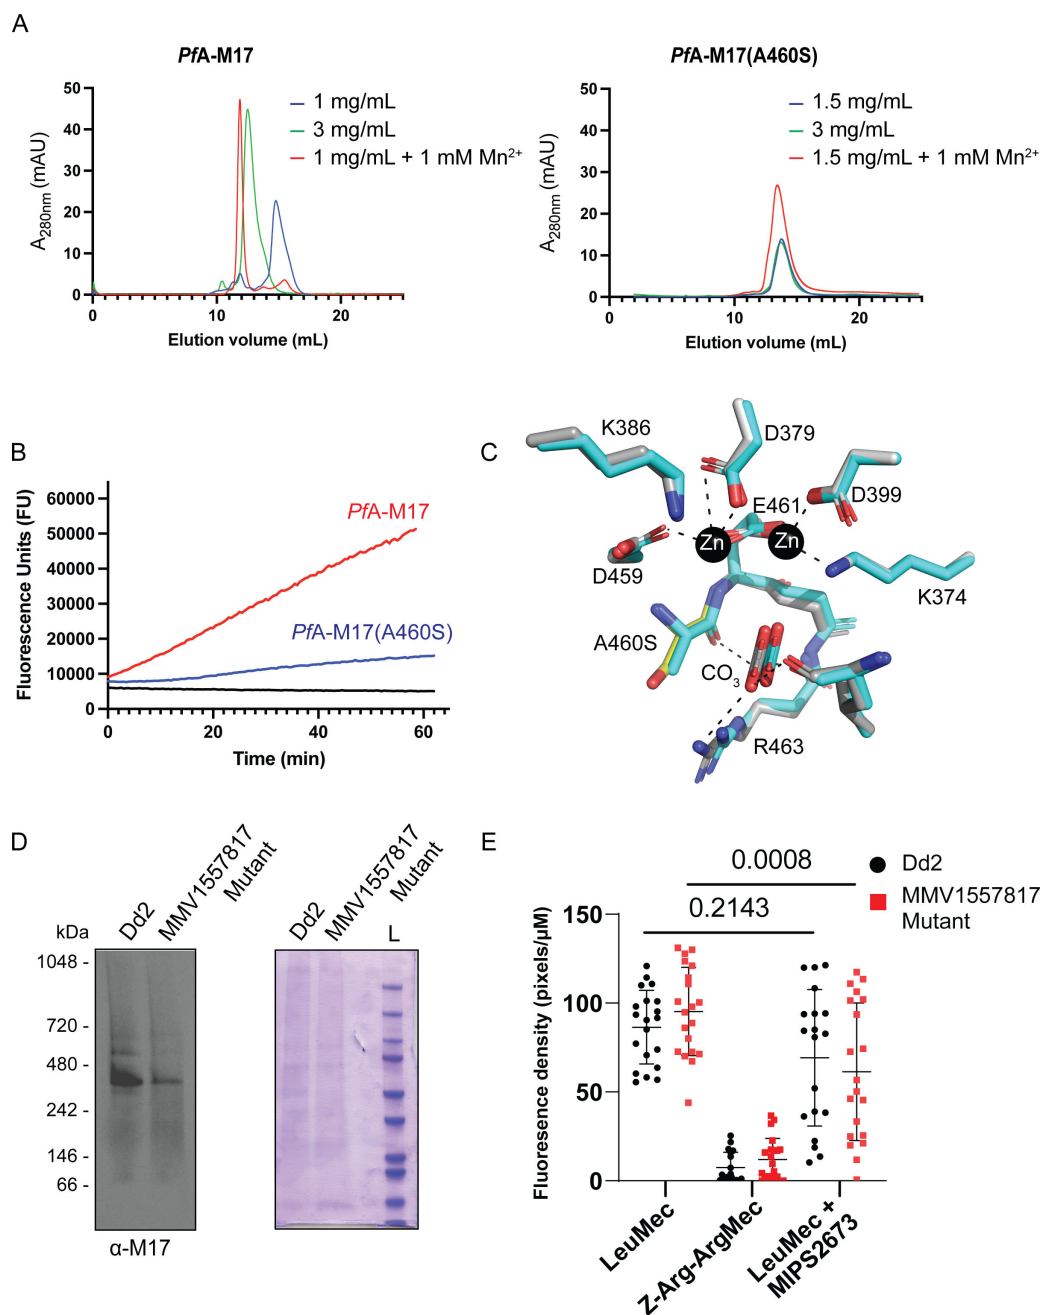 A
PfA-M17
PfA-M17(A460S)
50
40
30
20
10
0
A280nm (mAU)
1 mg/mL
3 mg/mL
1 mg/mL + 1 mM Mn²⁺
0
20
Elution volume (mL)
50
40
30
20
10
0
A280nm (mAU)
1.5 mg/mL
3 mg/mL
1.5 mg/mL + 1 mM Mn²⁺
0
10
20
Elution volume (mL)
B
60000
50000
40000
30000
20000
10000
0
Fluorescence Units (FU)
PfA-M17
PfA-M17(A460S)
0
20
40
60
Time (min)
C
K386
D379
E461
D399
Zn
Zn
D459
K374
A460S
CO3
R463
D
kDa
Dd2
MMV1557817
Mutant
1048 -
720 -
480 -
242 -
146 -
66 -
α-M17
Dd2
MMV1557817
Mutant
L
E
0.0008
0.2143
Dd2
MMV1557817
Mutant
150
100
50
0
Fluoresence density (pixels/μM)
LeuMec
Z-Arg-ArgMec
LeuMec +
MIPS2673